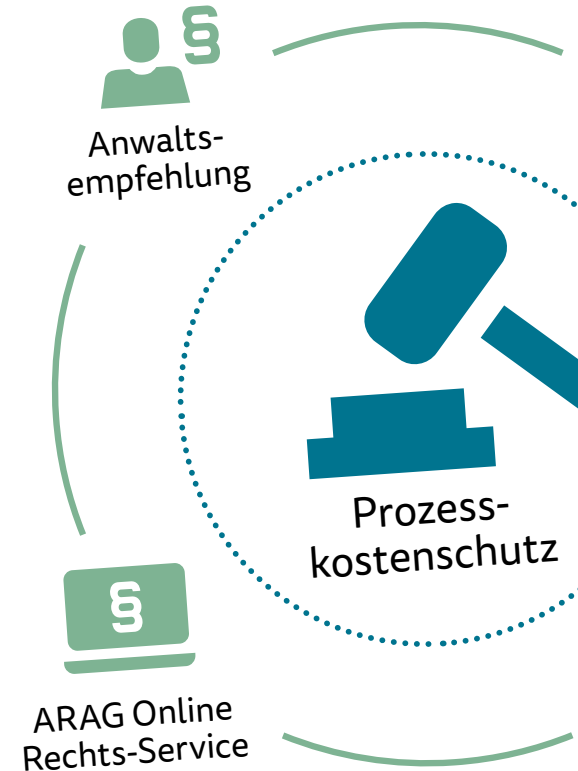 §
Anwalts-
empfehlung
Prozess-
kostenschutz
§
ARAG Online
Rechts-Service